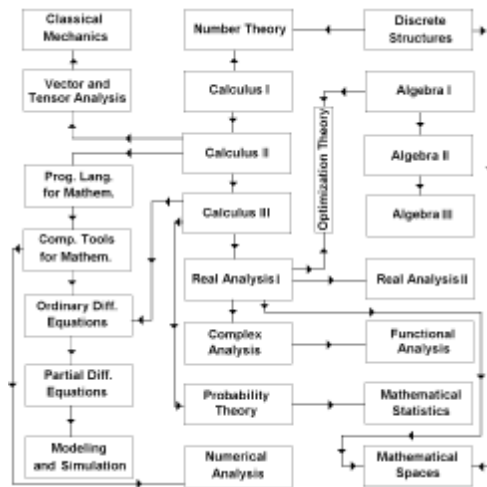 Classical
Mechanics
Number Theory
Discrete
Structures
Vector and
Tensor Analysis
Calculus I
Algebra I
Optimization Theory
Calculus II
Algebra II
Prog. Lang.
for Mathem.
Calculus III
Algebra III
Comp. Tools
for Mathem.
Real Analysis I
Real Analysis II
Ordinary Diff.
Equations
Complex
Analysis
Functional
Analysis
Partial Diff.
Equations
Probability
Theory
Mathematical
Statistics
Modeling
and Simulation
Numerical
Analysis
Mathematical
Spaces